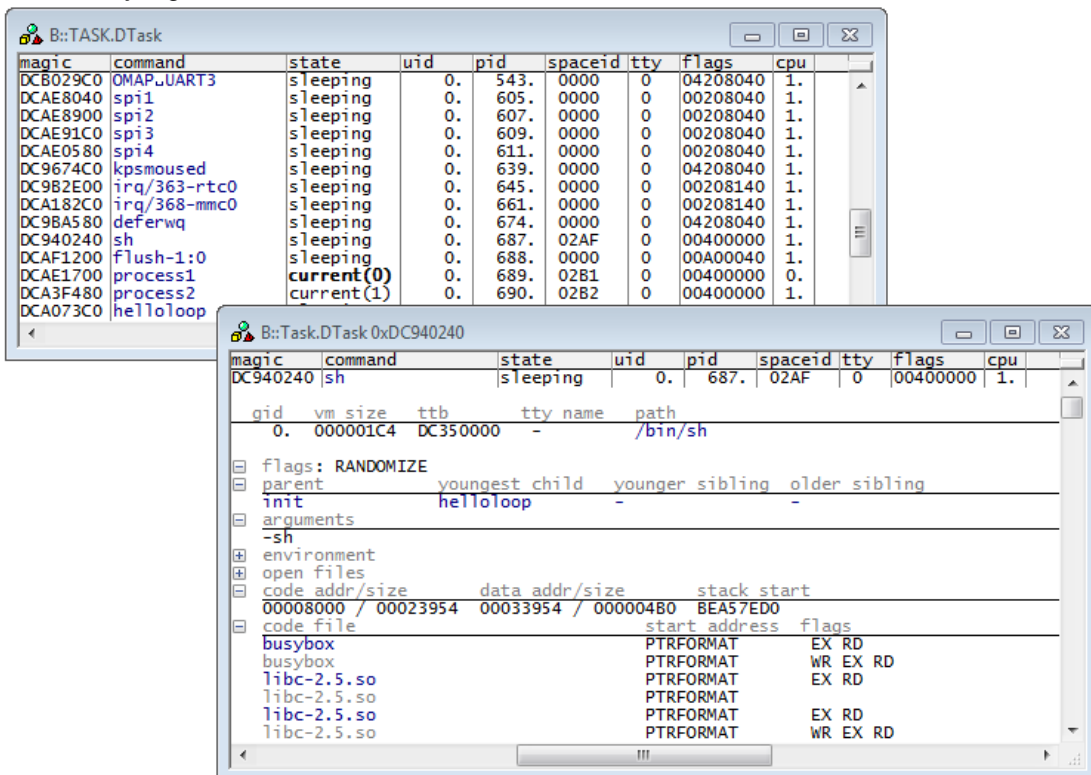 B::TASK.DTask
magic command state uid pid spaceid tty flags cpu
DCB029C0 OMAP␣UART3 sleeping 0. 543. 0000 0 04208040 1.
DCAE8040 spi1 sleeping 0. 605. 0000 0 00208040 1.
DCAE8900 spi2 sleeping 0. 607. 0000 0 00208040 1.
DCAE91C0 spi3 sleeping 0. 609. 0000 0 00208040 1.
DCAE0580 spi4 sleeping 0. 611. 0000 0 00208040 1.
DC9674C0 kpsmoused sleeping 0. 639. 0000 0 04208040 1.
DC9B2E00 irq/363-rtc0 sleeping 0. 645. 0000 0 00208140 1.
DCA182C0 irq/368-mmc0 sleeping 0. 661. 0000 0 00208140 1.
DC9BA580 deferwq sleeping 0. 674. 0000 0 04208040 1.
DC940240 sh sleeping 0. 687. 02AF 0 00400000 1.
DCAF1200 flush-1:0 sleeping 0. 688. 0000 0 00A00040 1.
DCAE1700 process1 current(0) 0. 689. 02B1 0 00400000 0.
DCA3F480 process2 current(1) 0. 690. 02B2 0 00400000 1.
DCA073C0 helloloop
B::Task.DTask 0xDC940240
magic command state uid pid spaceid tty flags cpu
DC940240 sh sleeping 0. 687. 02AF 0 00400000 1.
gid vm size ttb tty name path
0. 000001C4 DC350000 - /bin/sh
flags: RANDOMIZE
parent youngest child younger sibling older sibling
init helloloop - -
arguments
-sh
environment
open files
code addr/size data addr/size stack start
00008000 / 00023954 00033954 / 000004B0 BEA57ED0
code file start address flags
busybox PTRFORMAT EX RD
busybox PTRFORMAT WR EX RD
libc-2.5.so PTRFORMAT EX RD
libc-2.5.so PTRFORMAT
libc-2.5.so PTRFORMAT EX RD
libc-2.5.so PTRFORMAT WR EX RD